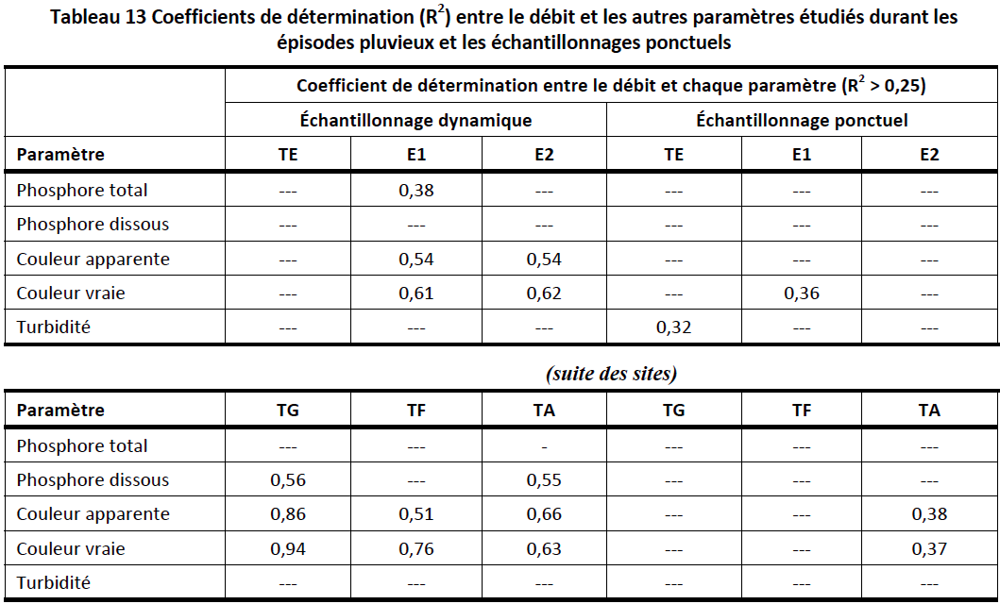 Tableau 13 Coefficients de détermination (R²) entre le débit et les autres paramètres étudiés durant les
épisodes pluvieux et les échantillonnages ponctuels
Coefficient de détermination entre le débit et chaque paramètre (R² > 0,25)
Échantillonnage dynamique Échantillonnage ponctuel
Paramètre TE E1 E2 TE E1 E2
Phosphore total --- 0,38 --- --- --- ---
Phosphore dissous --- --- --- --- --- ---
Couleur apparente --- 0,54 0,54 --- --- ---
Couleur vraie --- 0,61 0,62 --- 0,36 ---
Turbidité --- --- --- 0,32 --- ---
(suite des sites)
Paramètre TG TF TA TG TF TA
Phosphore total --- --- - --- --- ---
Phosphore dissous 0,56 --- 0,55 --- --- ---
Couleur apparente 0,86 0,51 0,66 --- --- 0,38
Couleur vraie 0,94 0,76 0,63 --- --- 0,37
Turbidité --- --- --- --- --- ---